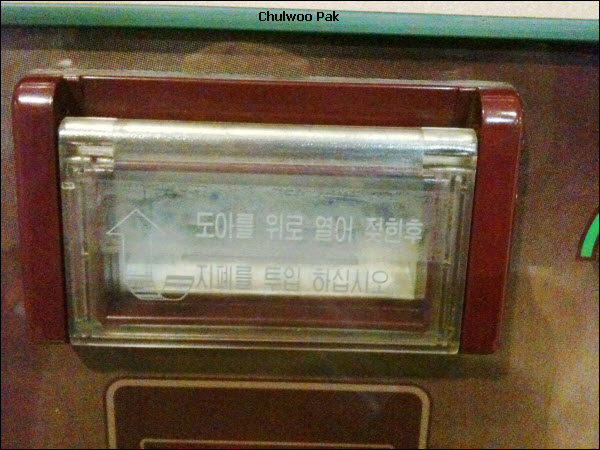 Chulwoo Pak
도아를 위로 열어 젖힌후
지폐를 투입 하십시오